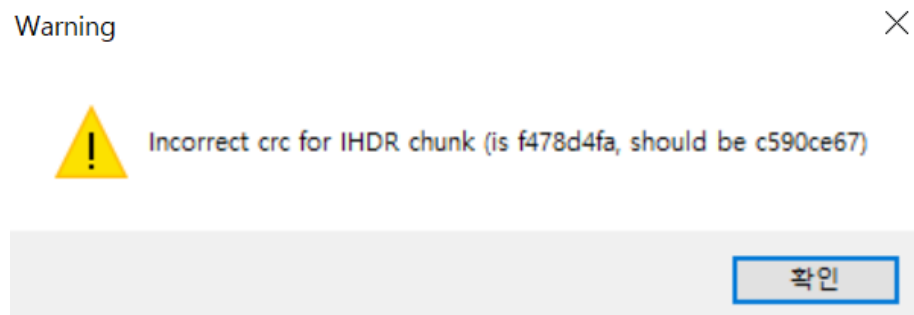 Warning
Incorrect crc for IHDR chunk (is f478d4fa, should be c590ce67)
확인